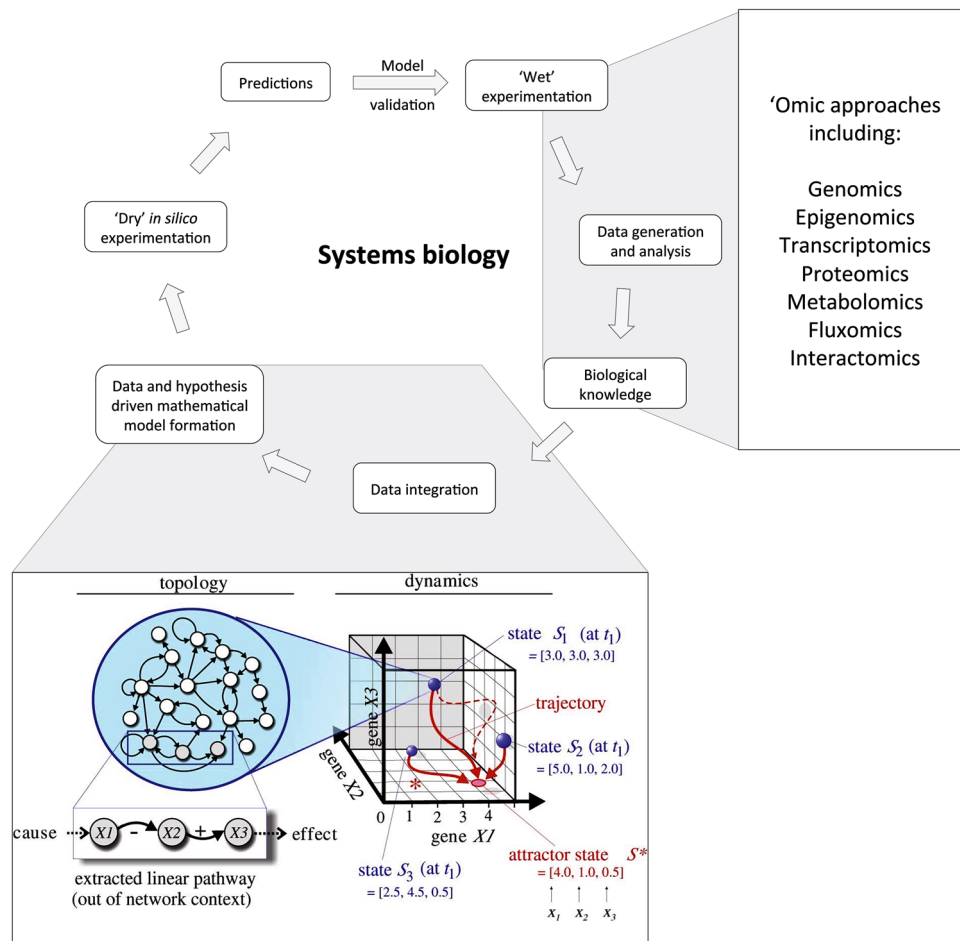 Predictions
Model
validation
‘Wet’
experimentation
‘Omic approaches
including:
Genomics
Epigenomics
Transcriptomics
Proteomics
Metabolomics
Fluxomics
Interactomics
‘Dry’ in silico
experimentation
Systems biology
Data generation
and analysis
Biological
knowledge
Data and hypothesis
driven mathematical
model formation
Data integration
topology
dynamics
state S1 (at t1)
= [3.0, 3.0, 3.0]
trajectory
state S2 (at t1)
= [5.0, 1.0, 2.0]
gene X3
gene X2
*
0 1 2 3 4
gene X1
cause
X1 - X2 + X3
effect
extracted linear pathway
(out of network context)
state S3 (at t1)
= [2.5, 4.5, 0.5]
attractor state S*
= [4.0, 1.0, 0.5]
x1 x2 x3